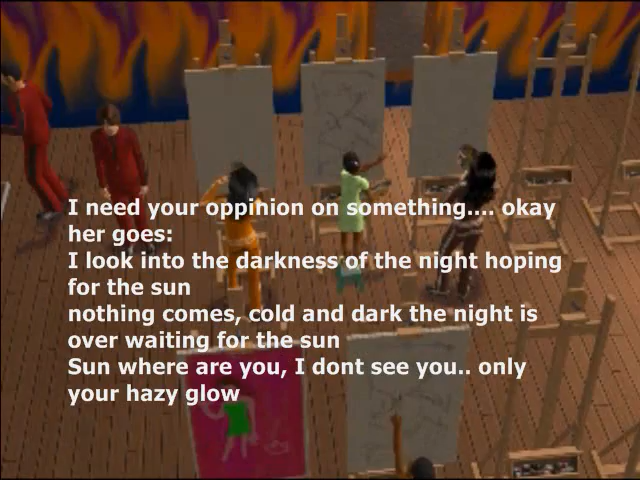 I need your oppinion on something.... okay
her goes:
I look into the darkness of the night hoping
for the sun
nothing comes, cold and dark the night is
over waiting for the sun
Sun where are you, I dont see you.. only
your hazy glow